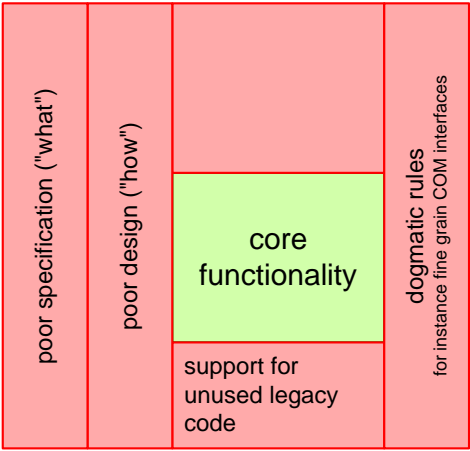 poor specification ("what")
poor design ("how")
core
functionality
support for
unused legacy
code
dogmatic rules
for instance fine grain COM interfaces